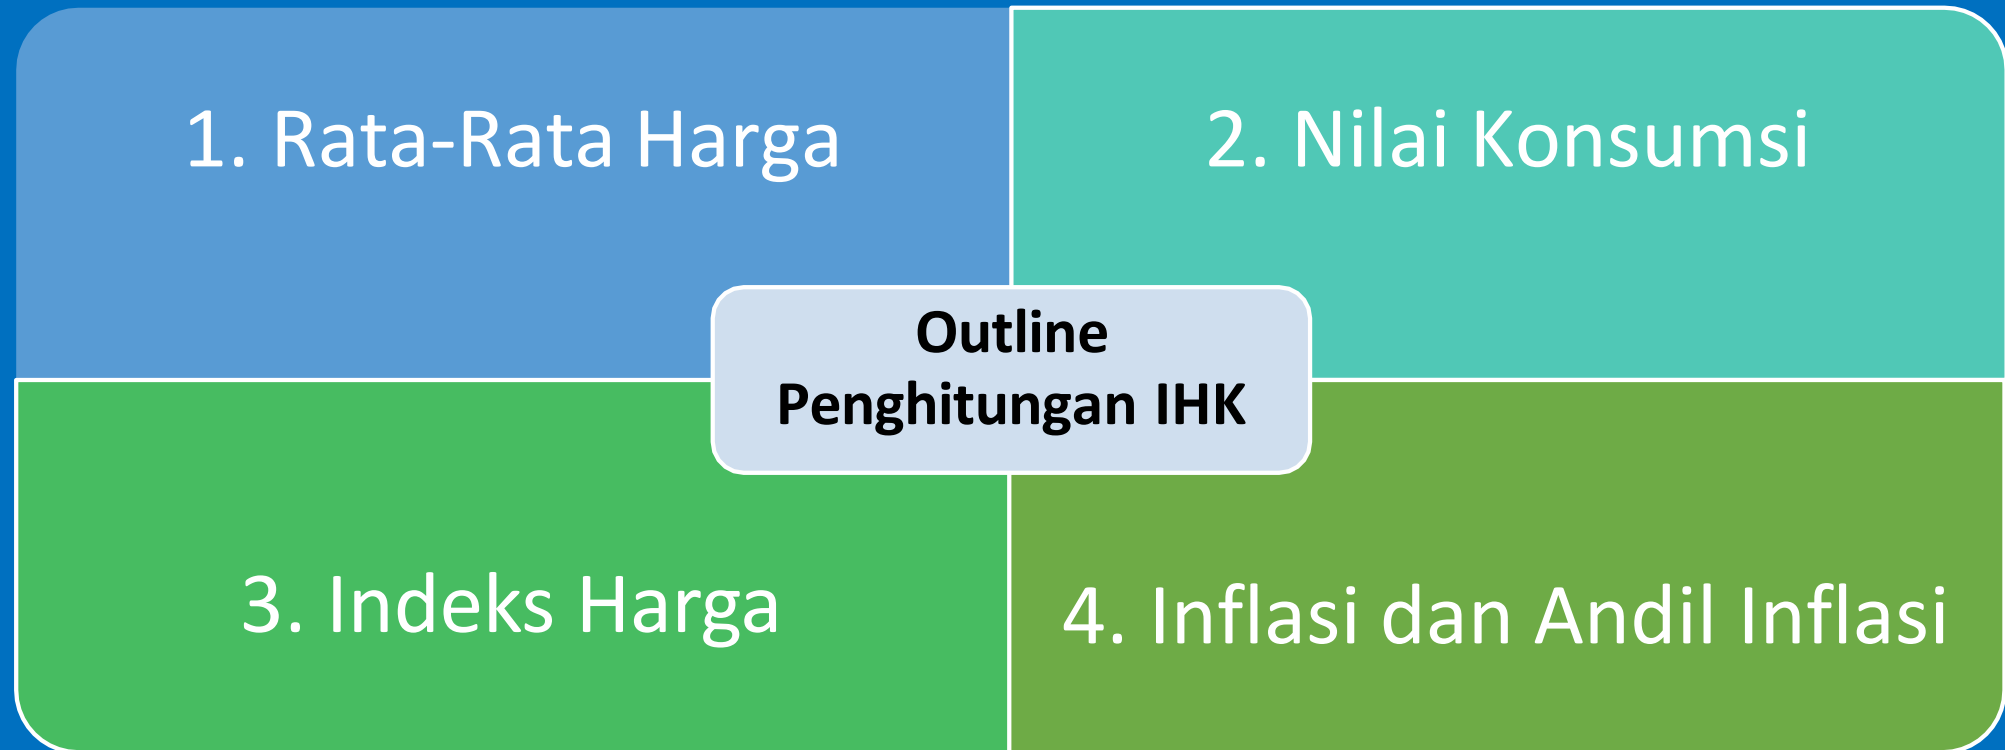 1. Rata-Rata Harga
2. Nilai Konsumsi
Outline
Penghitungan IHK
3. Indeks Harga
4. Inflasi dan Andil Inflasi